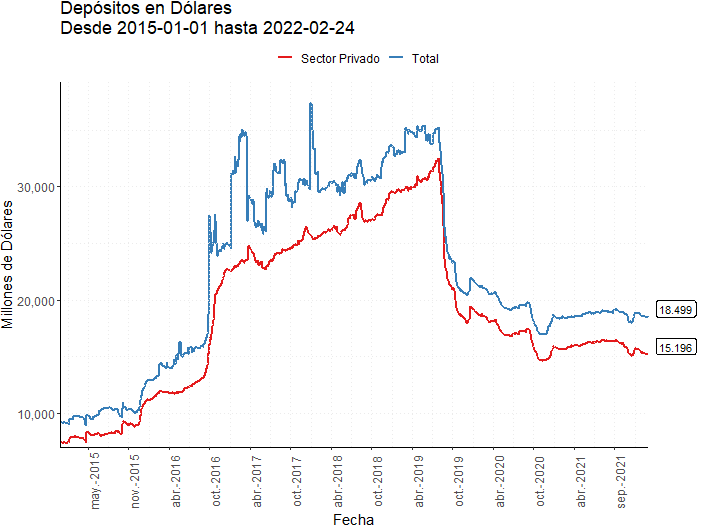 Depósitos en Dólares
Desde 2015-01-01 hasta 2022-02-24
Sector Privado Total
Millones de Dólares
30,000
20,000
10,000
18.499
15.196
may.-2015
nov.-2015
abr.-2016
oct.-2016
abr.-2017
oct.-2017
abr.-2018
oct.-2018
abr.-2019
oct.-2019
abr.-2020
oct.-2020
abr.-2021
sep.-2021
Fecha